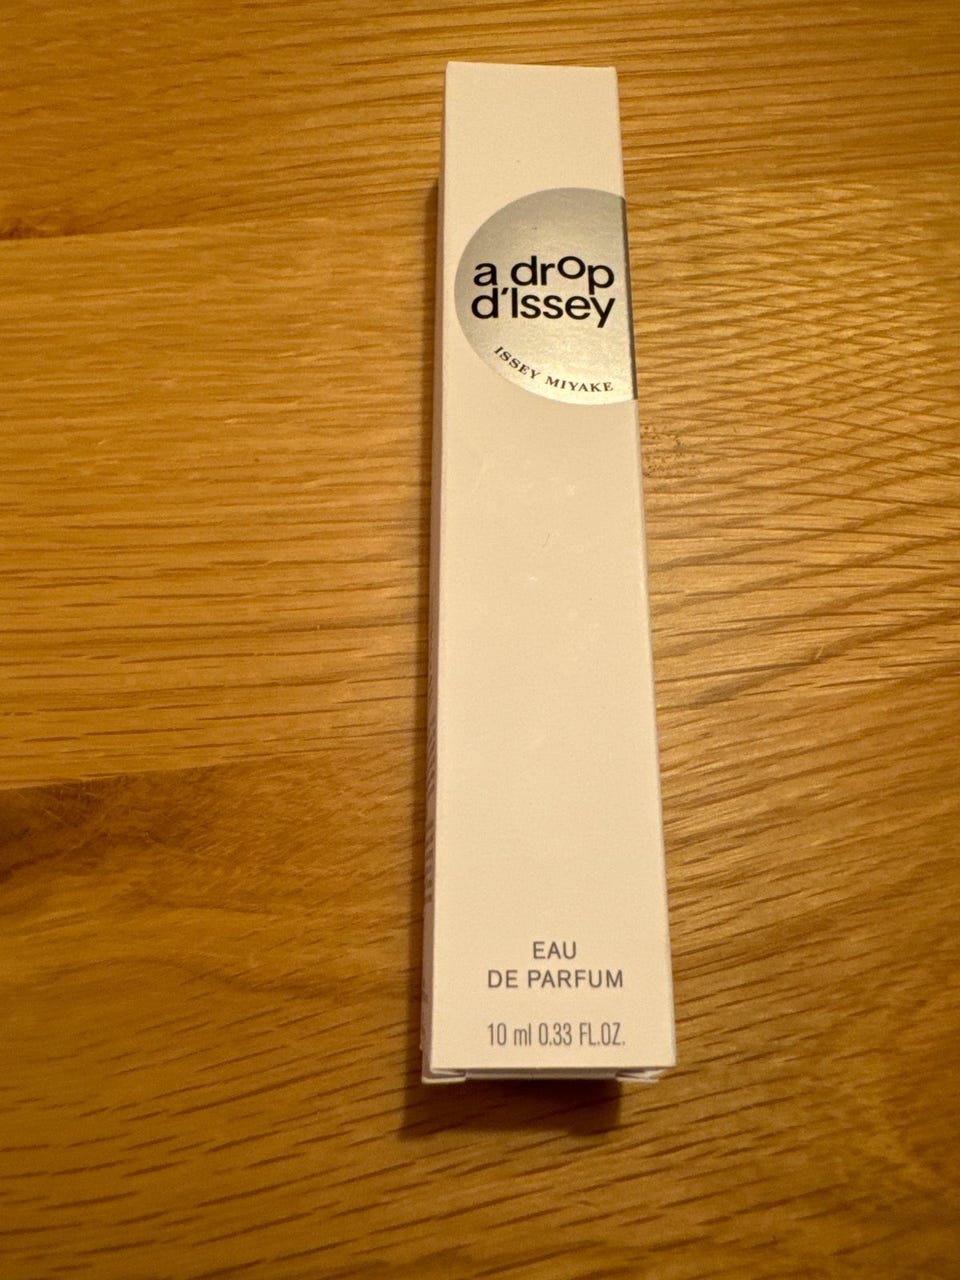 a drop
d'Issey
ISSEY MIYAKE
EAU
DE PARFUM
10 ml 0.33 FL.OZ.